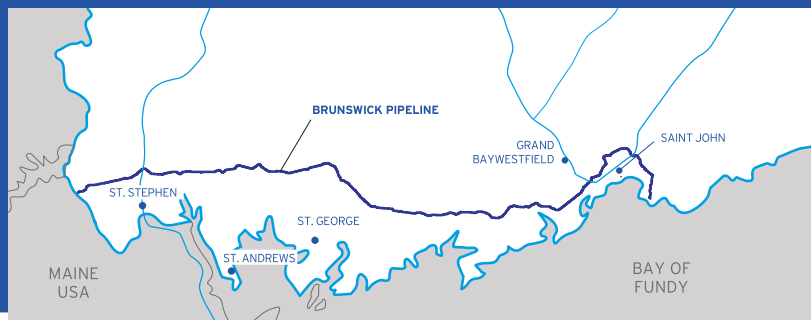 BRUNSWICK PIPELINE
SAINT JOHN
GRAND
BAYWESTFIELD
ST. STEPHEN
ST. GEORGE
ST. ANDREWS
MAINE
USA
BAY OF
FUNDY